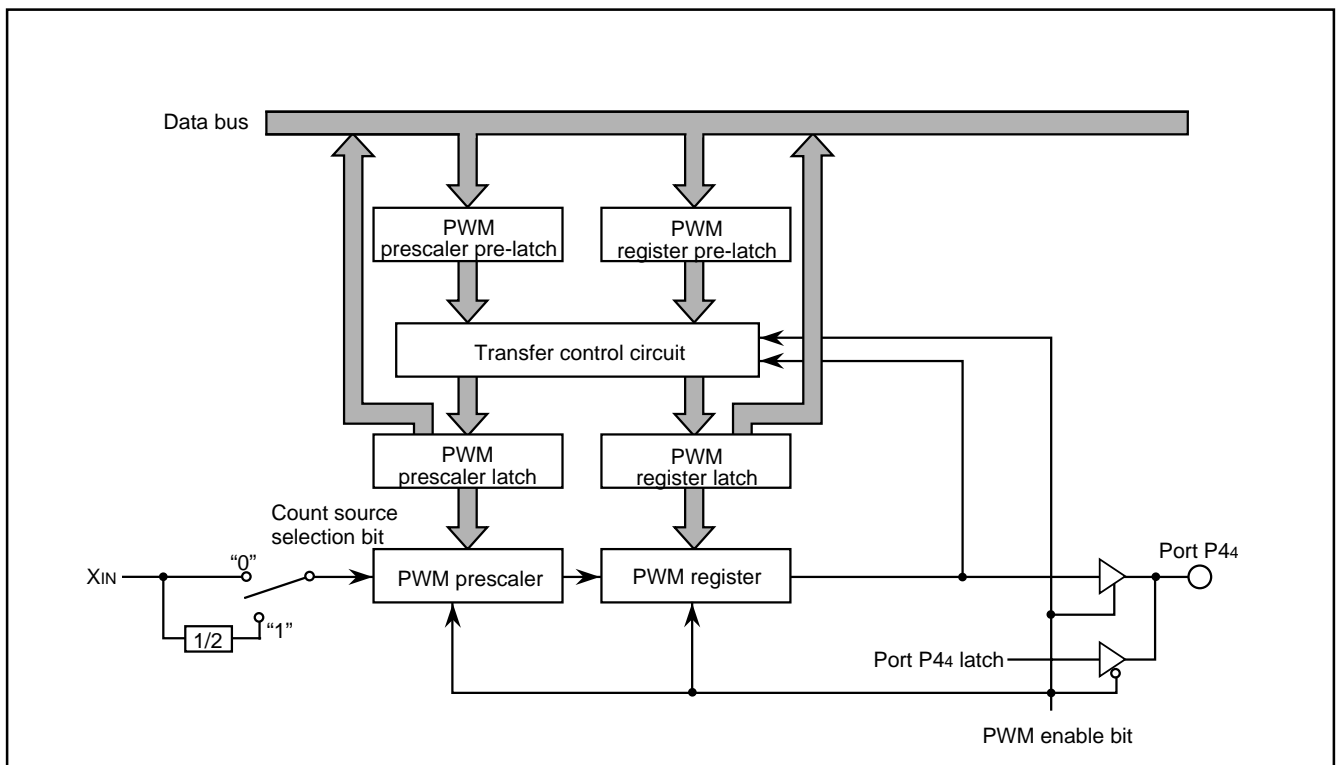 Data bus
PWM
prescaler pre-latch
PWM
register pre-latch
Transfer control circuit
PWM
prescaler latch
PWM
register latch
Count source
selection bit
XIN
“0”
“1”
1/2
PWM prescaler
PWM register
Port P44
Port P44 latch
PWM enable bit